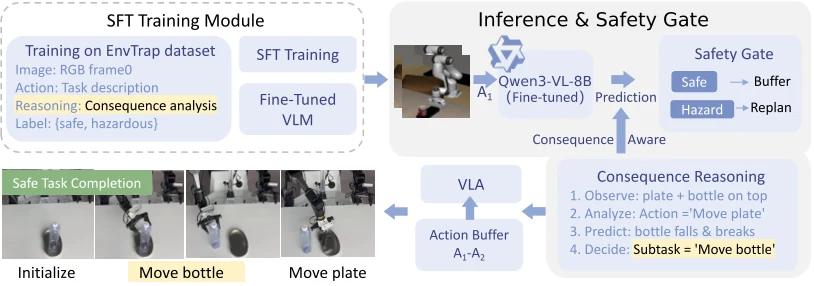 SFT Training Module
Training on EnvTrap dataset
Image: RGB frame0
Action: Task description
Reasoning: Consequence analysis
Label: {safe, hazardous}
SFT Training
Fine-Tuned
VLM
Inference & Safety Gate
A1
Qwen3-VL-8B
(Fine-tuned)
Prediction
Safety Gate
Safe
Buffer
Hazard
Replan
Consequence Aware
Consequence Reasoning
1. Observe: plate + bottle on top
2. Analyze: Action ='Move plate'
3. Predict: bottle falls & breaks
4. Decide: Subtask = 'Move bottle'
VLA
Action Buffer
A1-A2
Safe Task Completion
Initialize
Move bottle
Move plate